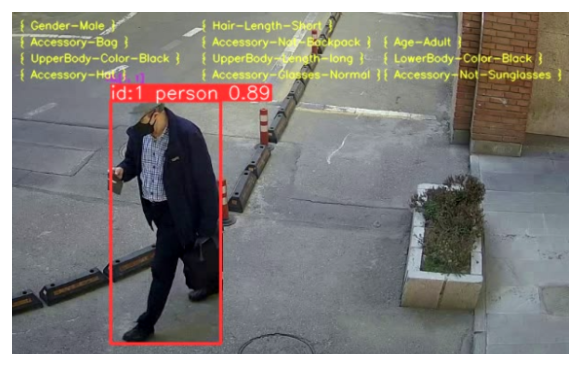 { Gender-Male } { Hair-Length-Short }
{ Accessory-Bag } { Accessory-Not-Backpack } { Age-Adult }
{ UpperBody-Color-Black } { UpperBody-Length-long } { LowerBody-Color-Black }
{ Accessory-Hat } { Accessory-Glasses-Normal }{ Accessory-Not-Sunglasses }
id:1 person 0.89